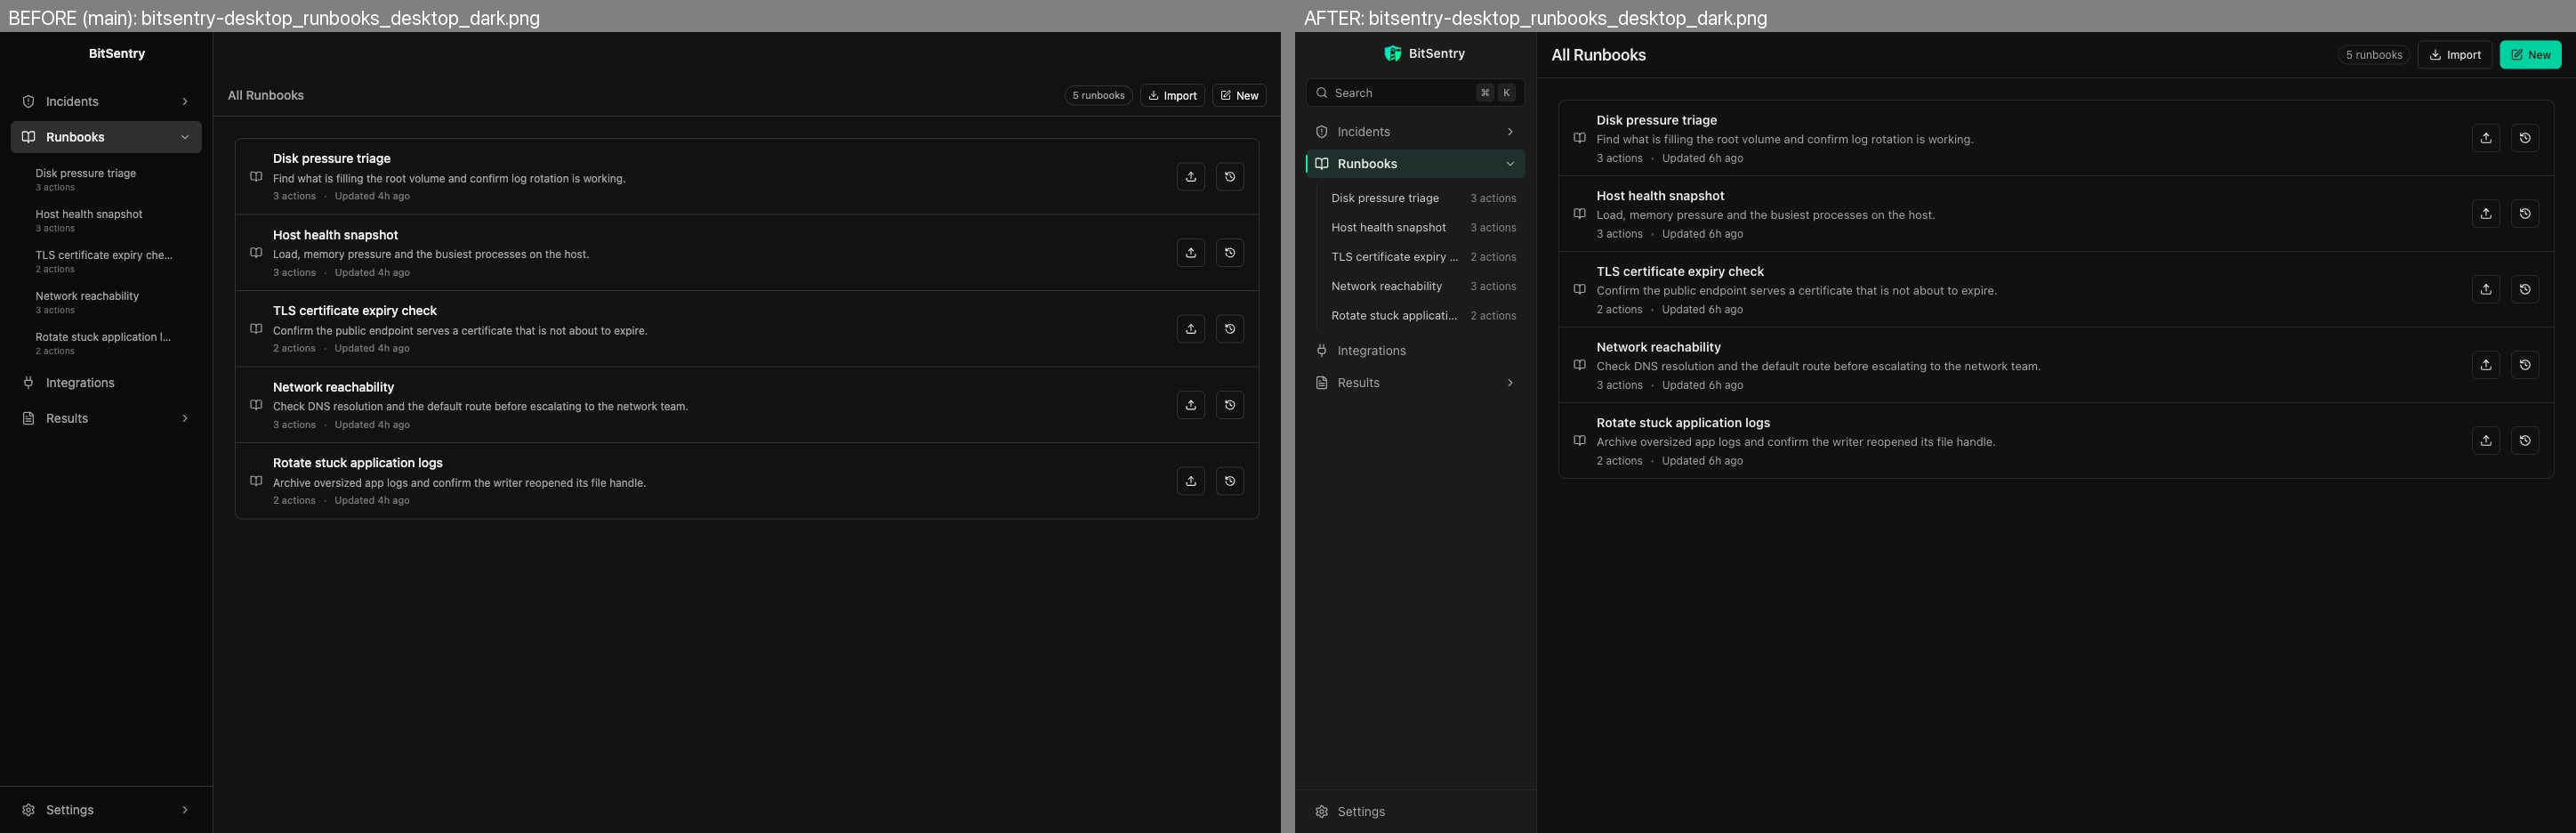 BEFORE (main): bitsentry-desktop_runbooks_desktop_dark.png
BitSentry
Incidents
Runbooks
Disk pressure triage
3 actions
Host health snapshot
3 actions
TLS certificate expiry che...
2 actions
Network reachability
3 actions
Rotate stuck application l...
2 actions
Integrations
Results
Settings
All Runbooks
5 runbooks Import New
Disk pressure triage
Find what is filling the root volume and confirm log rotation is working.
3 actions · Updated 4h ago
Host health snapshot
Load, memory pressure and the busiest processes on the host.
3 actions · Updated 4h ago
TLS certificate expiry check
Confirm the public endpoint serves a certificate that is not about to expire.
2 actions · Updated 4h ago
Network reachability
Check DNS resolution and the default route before escalating to the network team.
3 actions · Updated 4h ago
Rotate stuck application logs
Archive oversized app logs and confirm the writer reopened its file handle.
2 actions · Updated 4h ago
AFTER: bitsentry-desktop_runbooks_desktop_dark.png
BitSentry
Search ⌘ K
Incidents
Runbooks
Disk pressure triage 3 actions
Host health snapshot 3 actions
TLS certificate expiry ... 2 actions
Network reachability 3 actions
Rotate stuck applicati... 2 actions
Integrations
Results
Settings
All Runbooks
5 runbooks Import New
Disk pressure triage
Find what is filling the root volume and confirm log rotation is working.
3 actions · Updated 6h ago
Host health snapshot
Load, memory pressure and the busiest processes on the host.
3 actions · Updated 6h ago
TLS certificate expiry check
Confirm the public endpoint serves a certificate that is not about to expire.
2 actions · Updated 6h ago
Network reachability
Check DNS resolution and the default route before escalating to the network team.
3 actions · Updated 6h ago
Rotate stuck application logs
Archive oversized app logs and confirm the writer reopened its file handle.
2 actions · Updated 6h ago